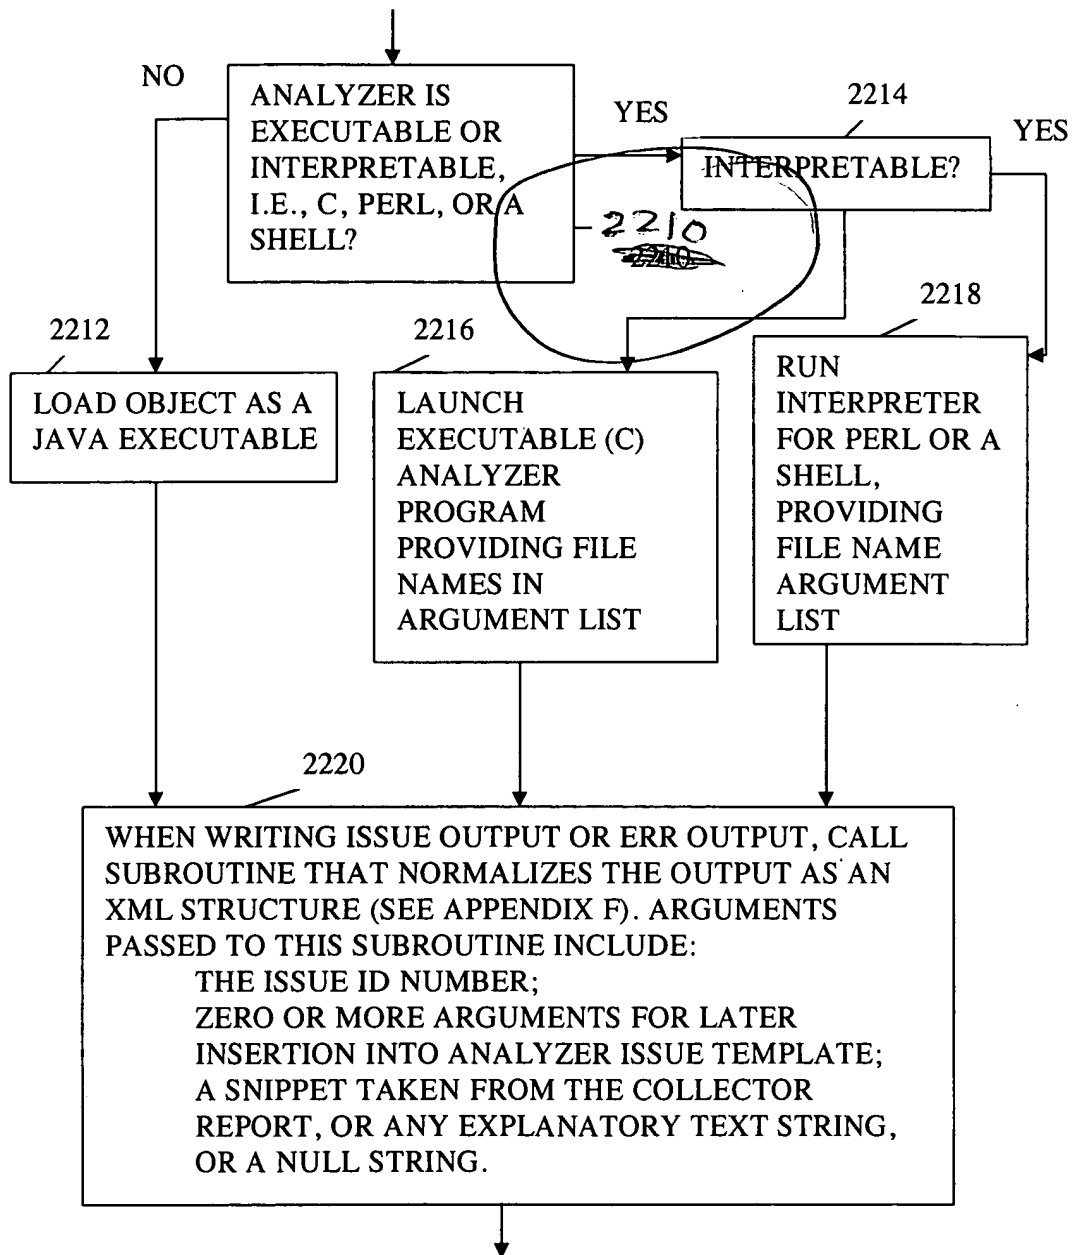 NO
ANALYZER IS
EXECUTABLE OR
INTERPRETABLE,
I.E., C, PERL, OR A
SHELL?
YES
2214
YES
INTERPRETABLE?
2210
2212
2216
2218
LOAD OBJECT AS A
JAVA EXECUTABLE
LAUNCH
EXECUTABLE (C)
ANALYZER
PROGRAM
PROVIDING FILE
NAMES IN
ARGUMENT LIST
RUN
INTERPRETER
FOR PERL OR A
SHELL,
PROVIDING
FILE NAME
ARGUMENT
LIST
2220
WHEN WRITING ISSUE OUTPUT OR ERR OUTPUT, CALL
SUBROUTINE THAT NORMALIZES THE OUTPUT AS AN
XML STRUCTURE (SEE APPENDIX F). ARGUMENTS
PASSED TO THIS SUBROUTINE INCLUDE:
THE ISSUE ID NUMBER;
ZERO OR MORE ARGUMENTS FOR LATER
INSERTION INTO ANALYZER ISSUE TEMPLATE;
A SNIPPET TAKEN FROM THE COLLECTOR
REPORT, OR ANY EXPLANATORY TEXT STRING,
OR A NULL STRING.